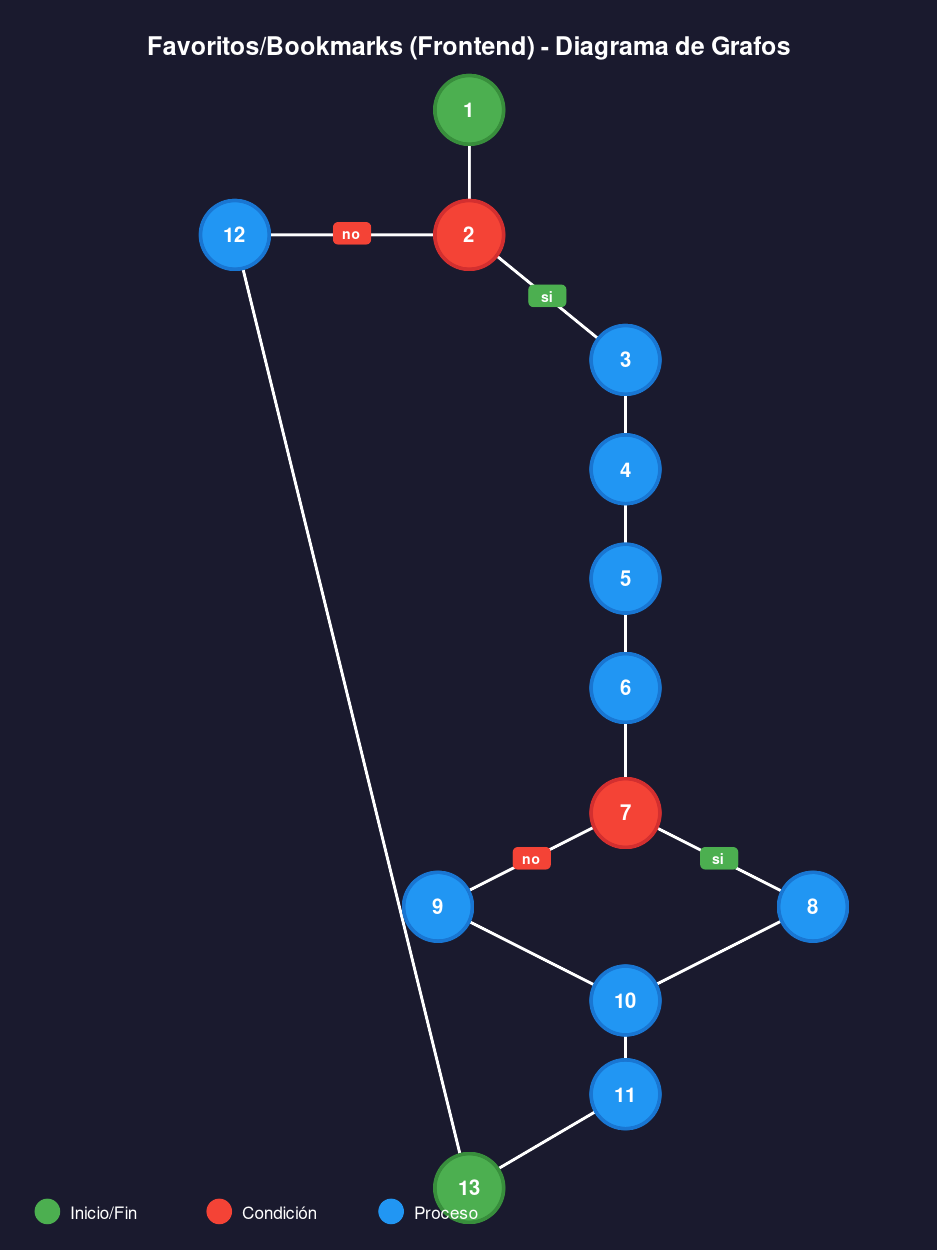 Favoritos/Bookmarks (Frontend) - Diagrama de Grafos
1
12
no
2
si
3
4
5
6
7
no
si
9
8
10
11
13
Inicio/Fin
Condición
Proceso